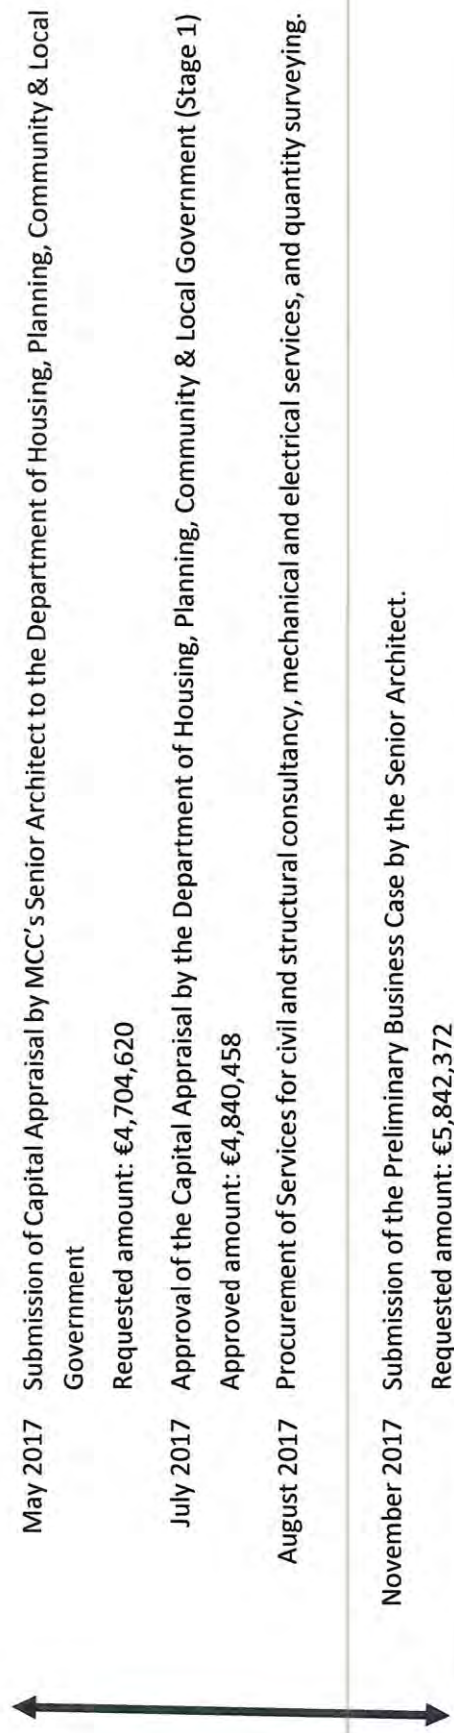 May 2017 Submission of Capital Appraisal by MCC's Senior Architect to the Department of Housing, Planning, Community & Local
Government
Requested amount: €4,704,620
July 2017 Approval of the Capital Appraisal by the Department of Housing, Planning, Community & Local Government (Stage 1)
Approved amount: €4,840,458
August 2017 Procurement of Services for civil and structural consultancy, mechanical and electrical services, and quantity surveying.
November 2017 Submission of the Preliminary Business Case by the Senior Architect.
Requested amount: €5,842,372